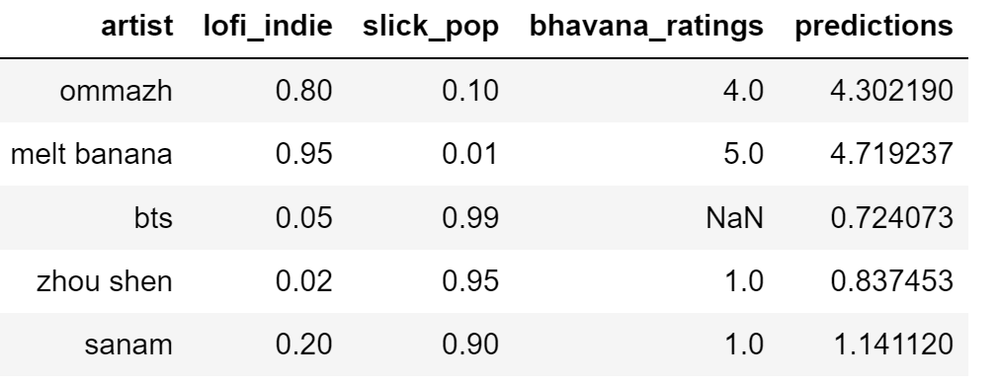 artist lofi_indie slick_pop bhavana_ratings predictions
ommazh 0.80 0.10 4.0 4.302190
melt banana 0.95 0.01 5.0 4.719237
bts 0.05 0.99 NaN 0.724073
zhou shen 0.02 0.95 1.0 0.837453
sanam 0.20 0.90 1.0 1.141120